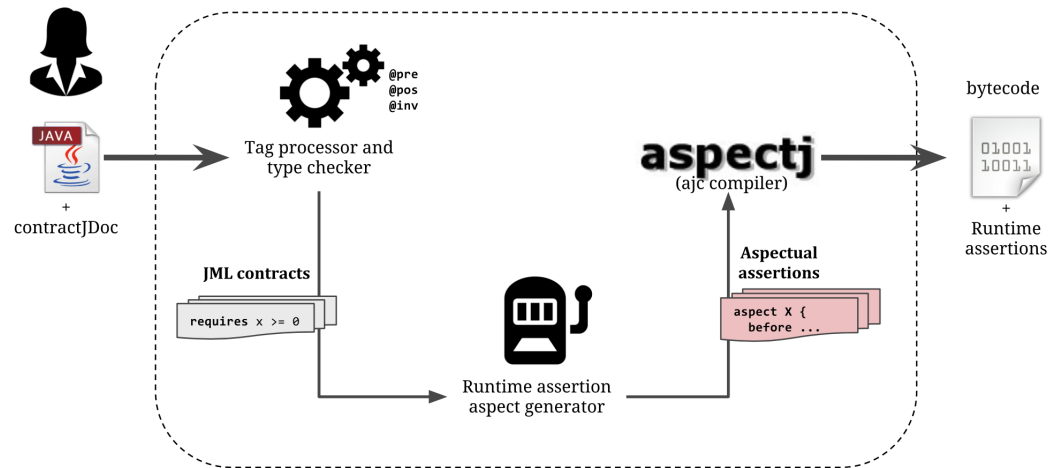 @pre
@pos
@inv
bytecode
JAVA
Tag processor and
type checker
aspectj
(ajc compiler)
01001
10011
+
contractJDoc
+
Runtime
assertions
JML contracts
requires x >= 0
Aspectual
assertions
aspect X {
before ...
Runtime assertion
aspect generator